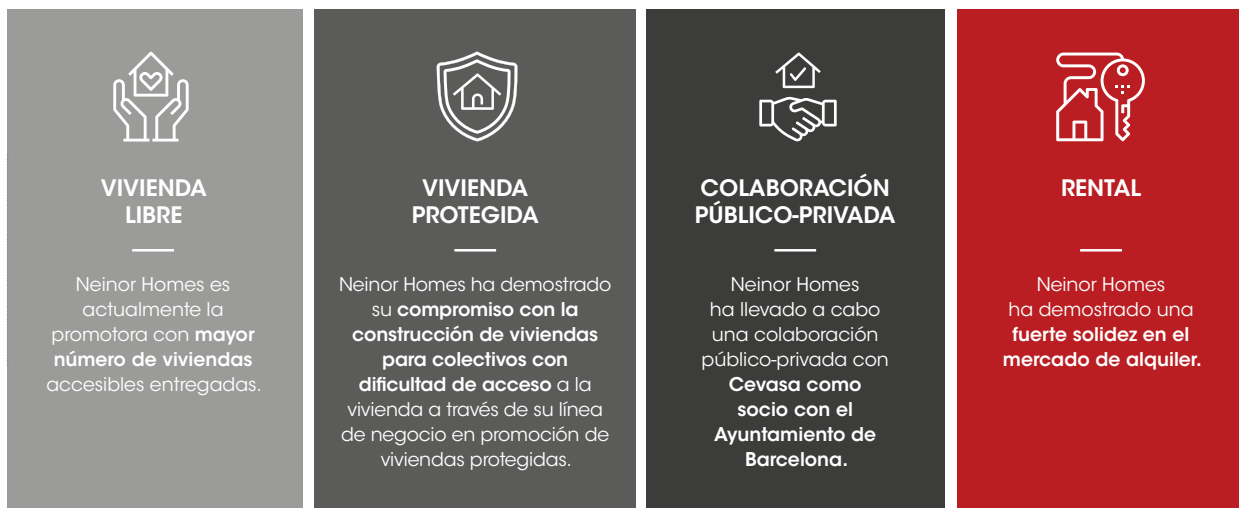 VIVIENDA
LIBRE
Neinor Homes es
actualmente la
promotora con mayor
número de viviendas
accesibles entregadas.
VIVIENDA
PROTEGIDA
Neinor Homes ha demostrado
su compromiso con la
construcción de viviendas
para colectivos con
dificultad de acceso a la
vivienda a través de su línea
de negocio en promoción de
viviendas protegidas.
COLABORACIÓN
PÚBLICO-PRIVADA
Neinor Homes
ha llevado a cabo
una colaboración
público-privada con
Cevasa como
socio con el
Ayuntamiento de
Barcelona.
RENTAL
Neinor Homes
ha demostrado una
fuerte solidez en el
mercado de alquiler.